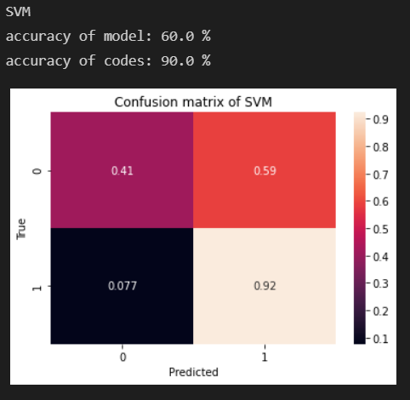 SVM
accuracy of model: 60.0 %
accuracy of codes: 90.0 %
Confusion matrix of SVM
0.9
0.8
0.7
0.6
0.5
0.4
0.3
0.2
0.1
True
0
0.41 0.59
1
0.077 0.92
0 1
Predicted